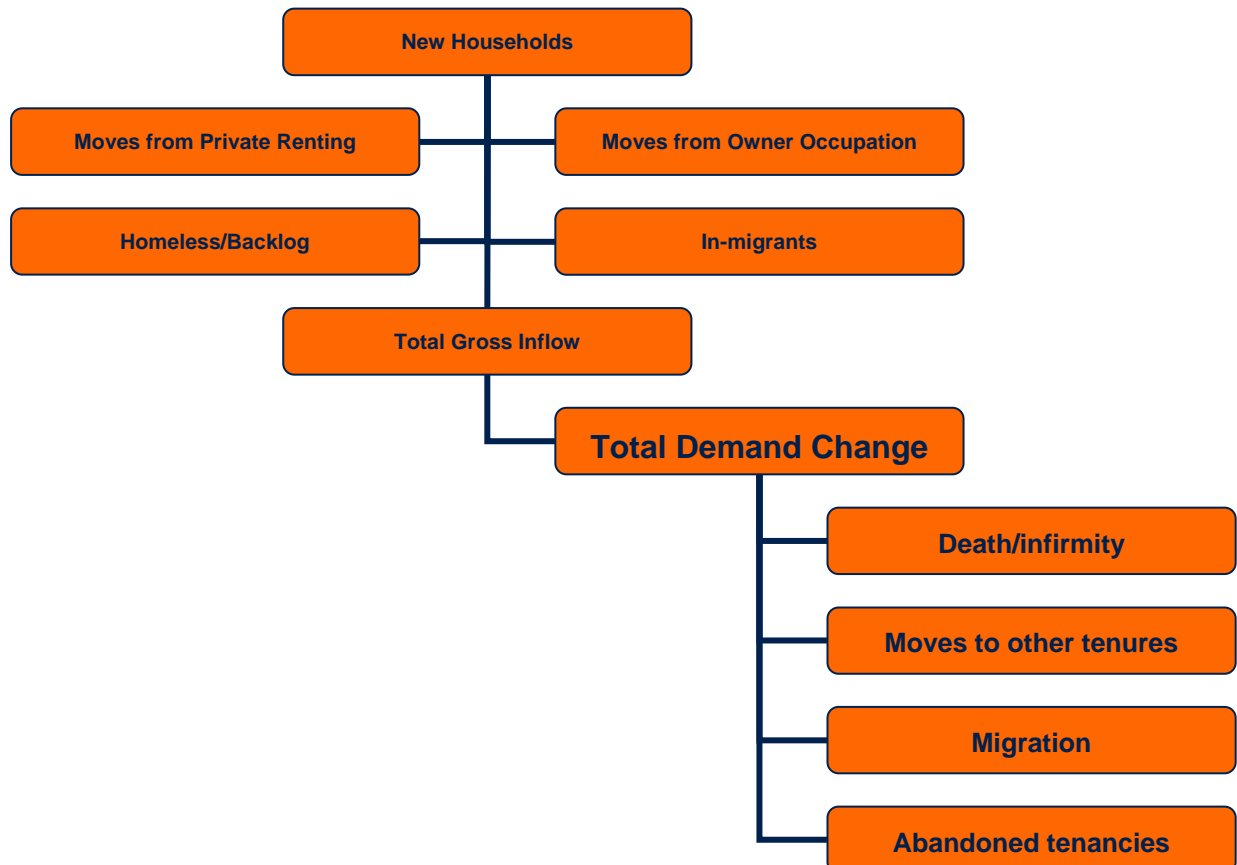 New Households
Moves from Private Renting
Moves from Owner Occupation
Homeless/Backlog
In-migrants
Total Gross Inflow
Total Demand Change
Death/infirmity
Moves to other tenures
Migration
Abandoned tenancies